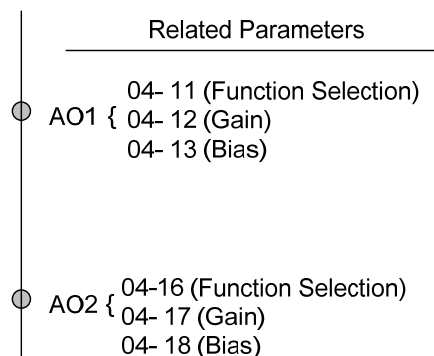 Related Parameters
04- 11 (Function Selection)
AO1 { 04- 12 (Gain)
04- 13 (Bias)
04-16 (Function Selection)
AO2 { 04- 17 (Gain)
04- 18 (Bias)